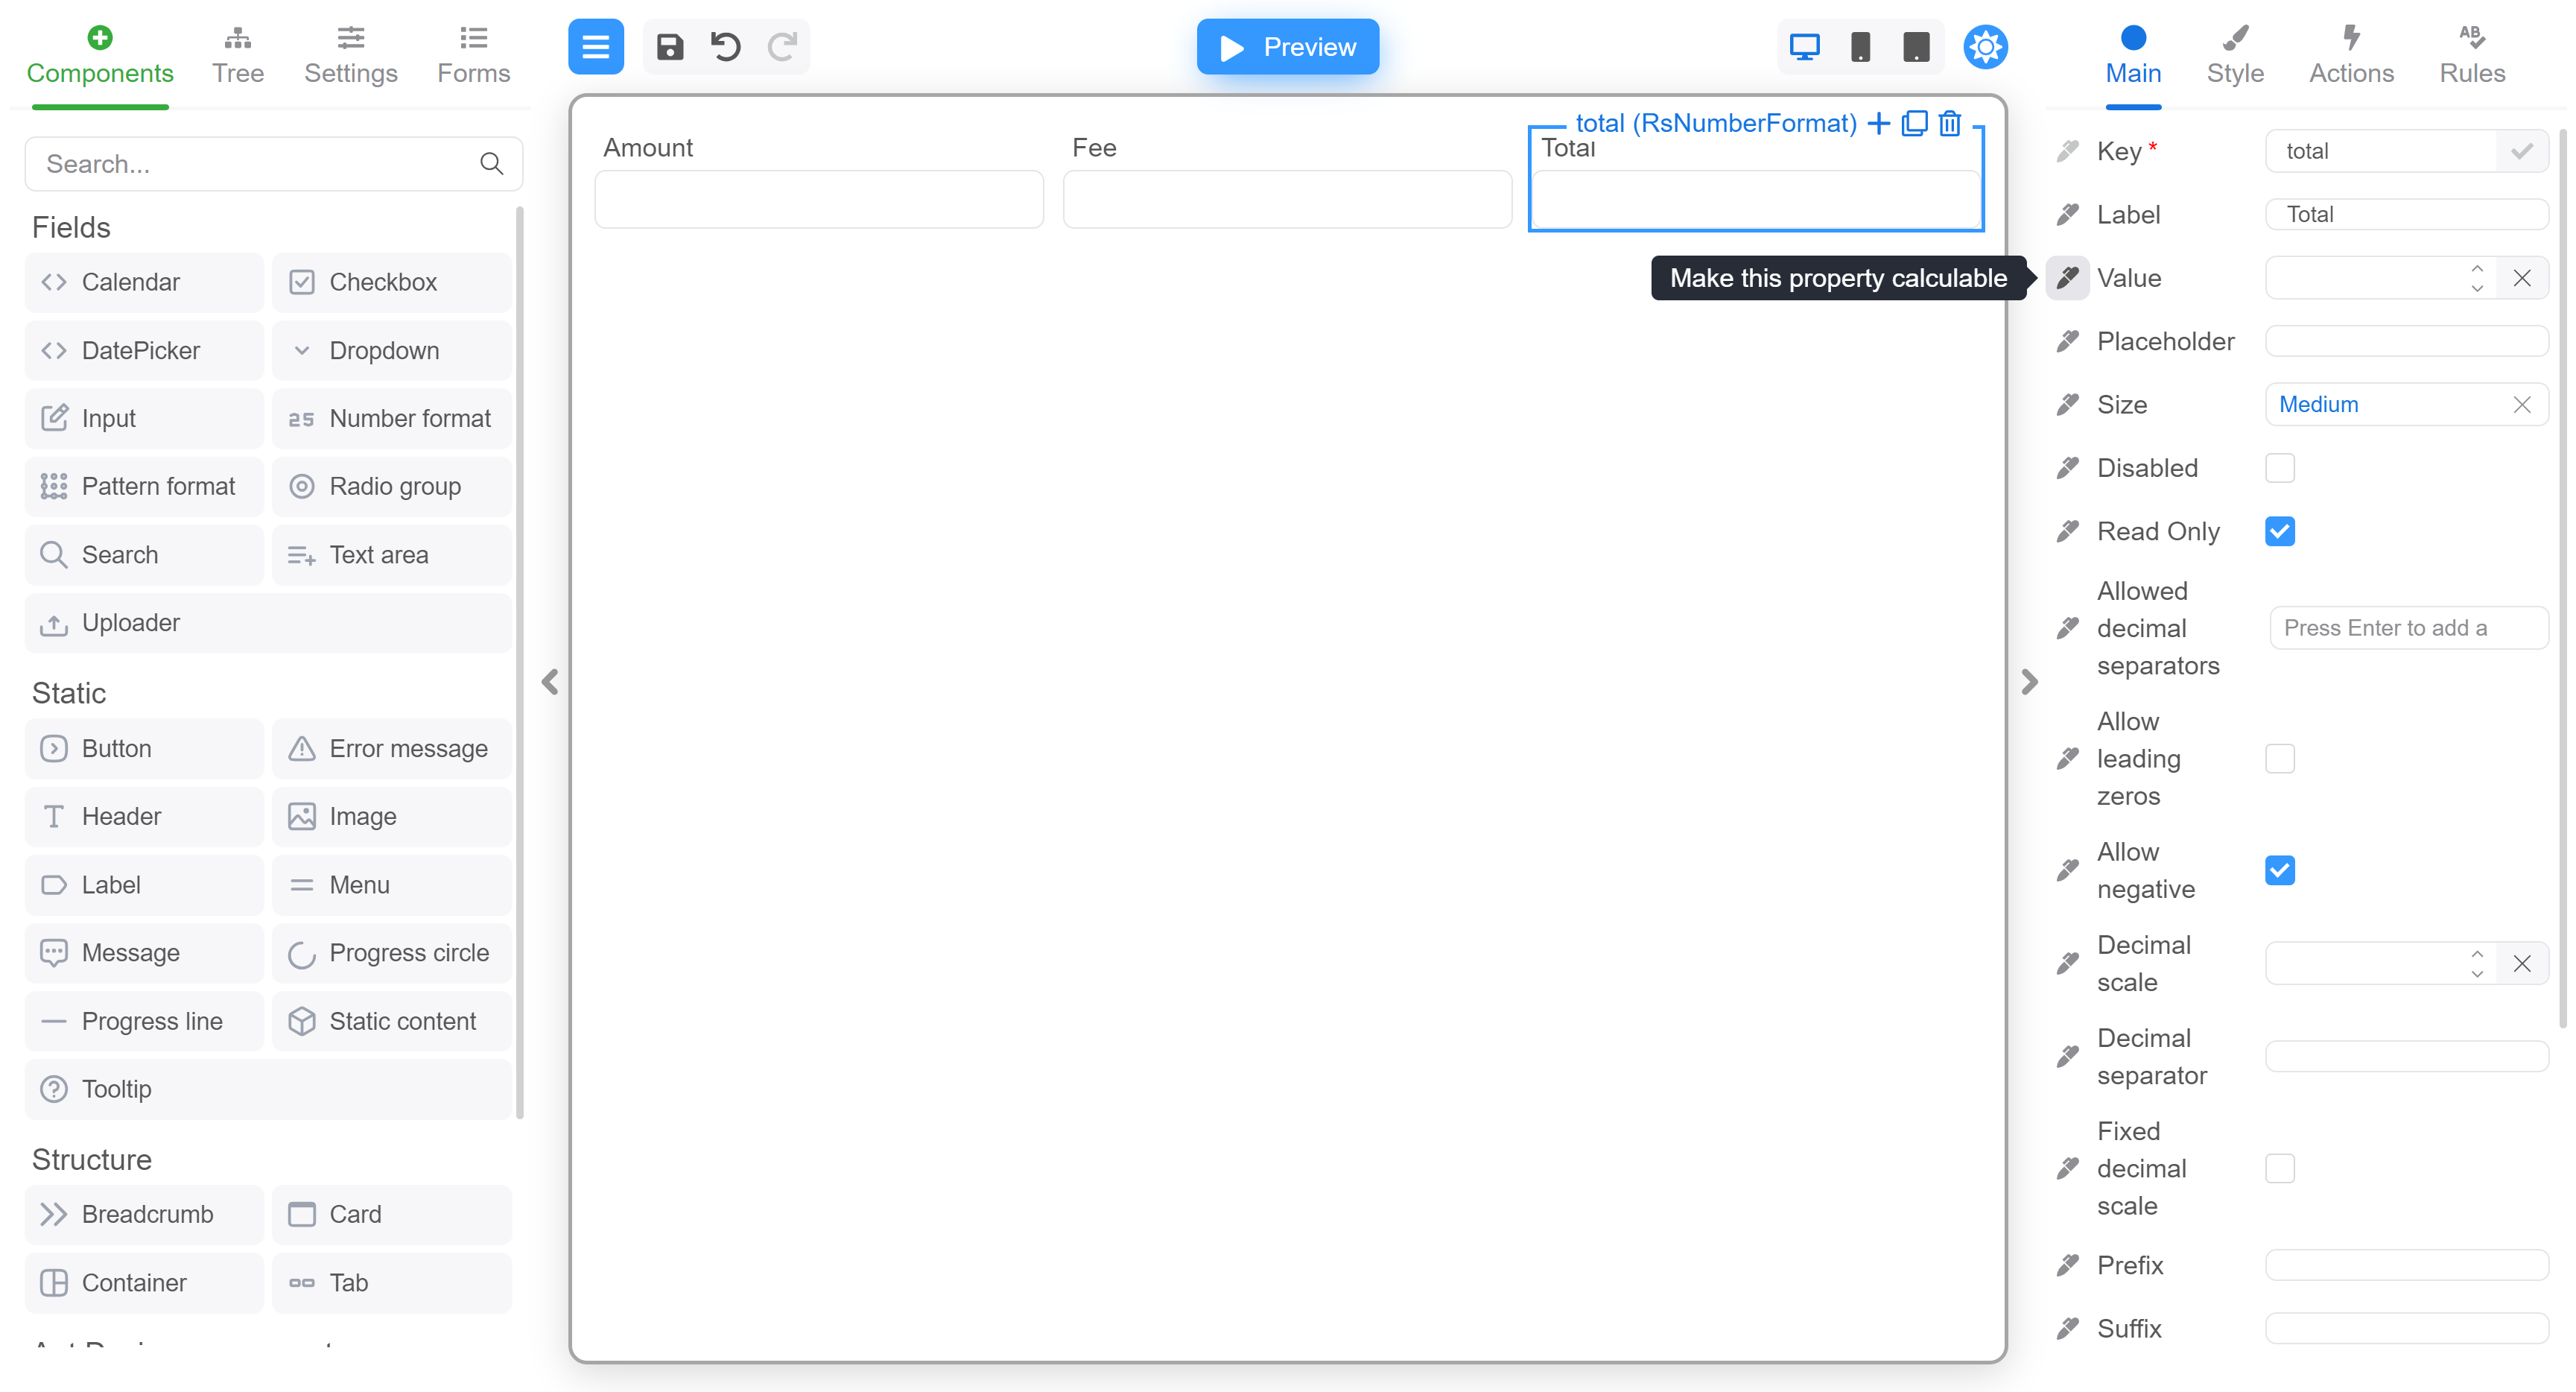 Components
Tree
Settings
Forms
Preview
Main
Style
Actions
AB
Rules
Search...
Fields
Calendar
Checkbox
DatePicker
Dropdown
Input
25 Number format
Pattern format
Radio group
Search
Text area
Uploader
Static
Button
Error message
Header
Image
Label
Menu
Message
Progress circle
Progress line
Static content
Tooltip
Structure
Breadcrumb
Card
Container
Tab
total (RsNumberFormat)
Amount
Fee
Total
Make this property calculable
Key * total
Label Total
Value
Placeholder
Size Medium
Disabled
Read Only
Allowed
decimal
separators
Press Enter to add a
Allow
leading
zeros
Allow
negative
Decimal
scale
Decimal
separator
Fixed
decimal
scale
Prefix
Suffix